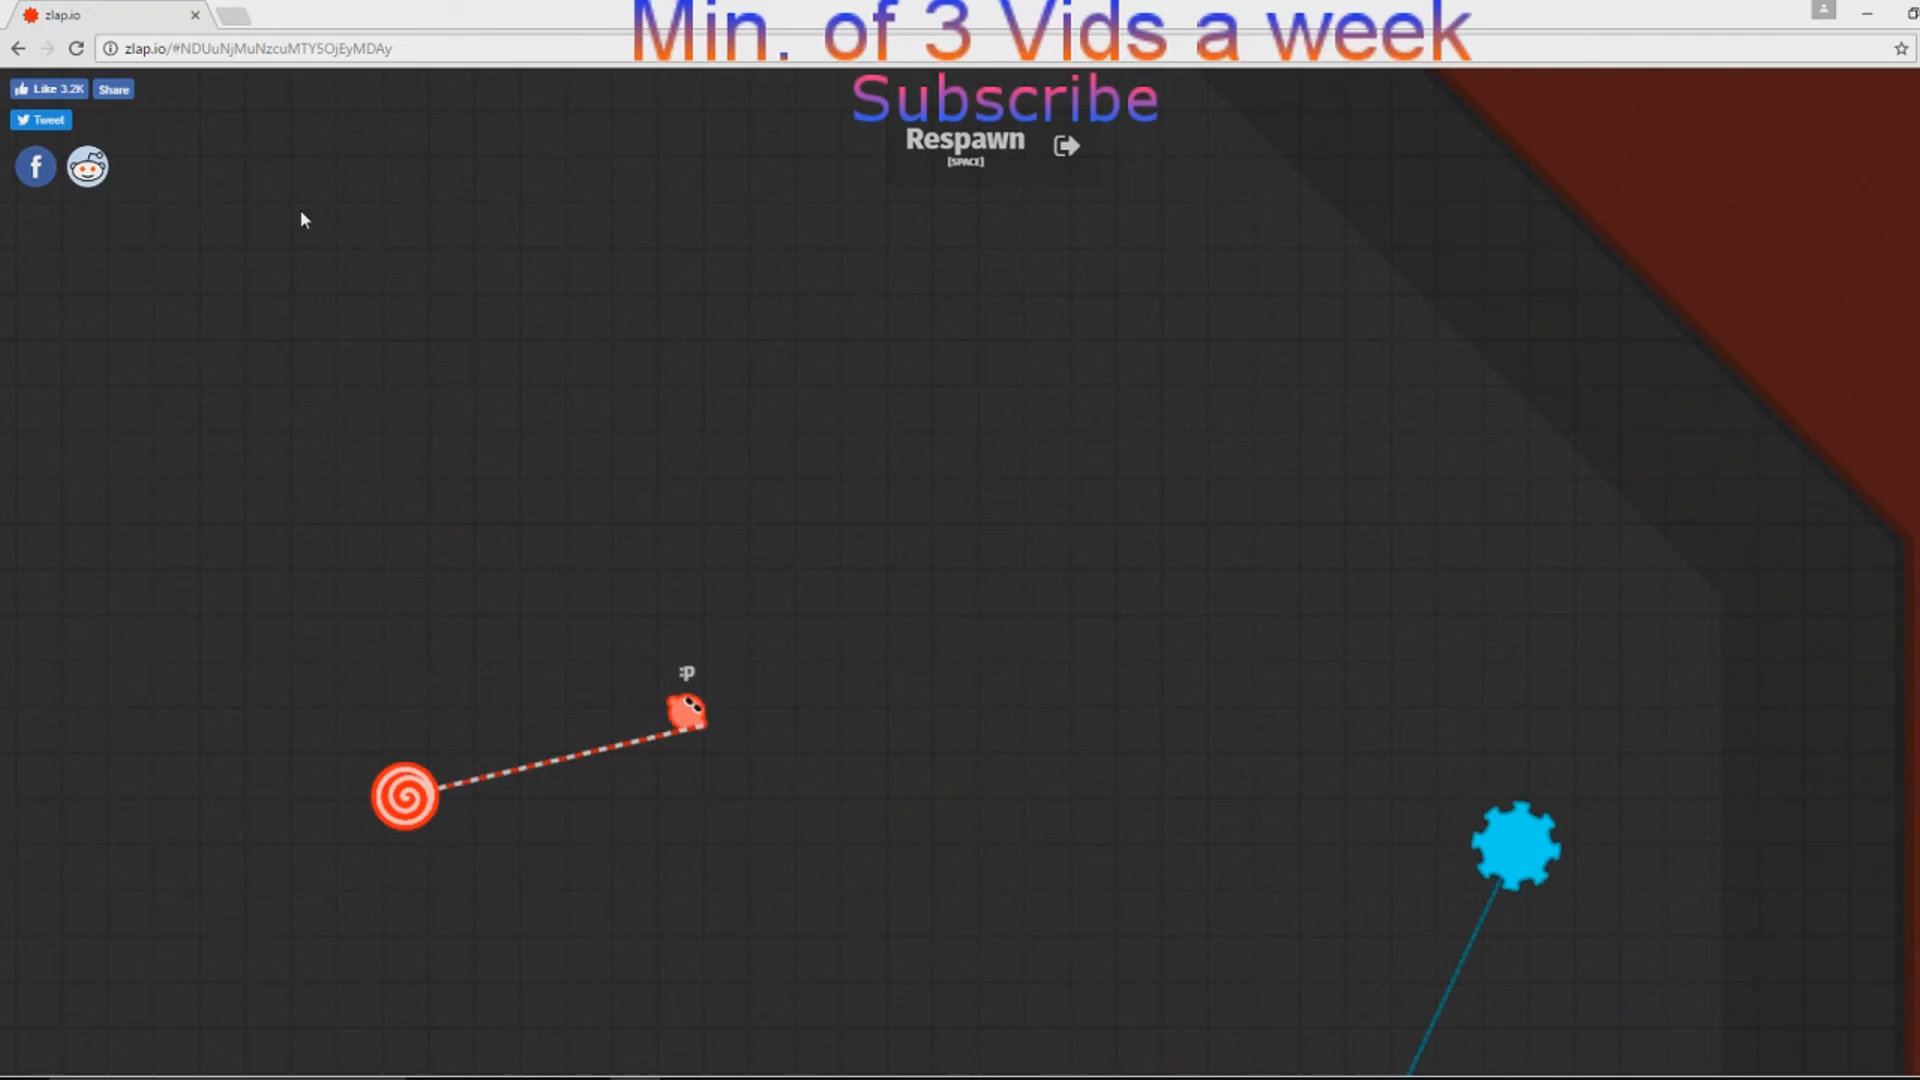 zlap.io
Min. of 3 Vids a week
zlap.io/#NDUuNjMuNzcuMTY5OjEyMDAy
Like 3.2K
Share
Subscribe
Tweet
Respawn
[SPACE]
f
:p